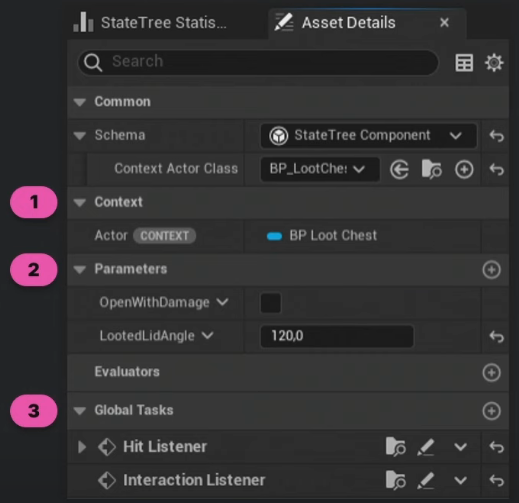 StateTree Statis...
Asset Details
Search
Common
Schema
StateTree Component
Context Actor Class
BP_LootChe
1
Context
Actor CONTEXT
BP Loot Chest
2
Parameters
OpenWithDamage
LootedLidAngle
120,0
Evaluators
3
Global Tasks
Hit Listener
Interaction Listener